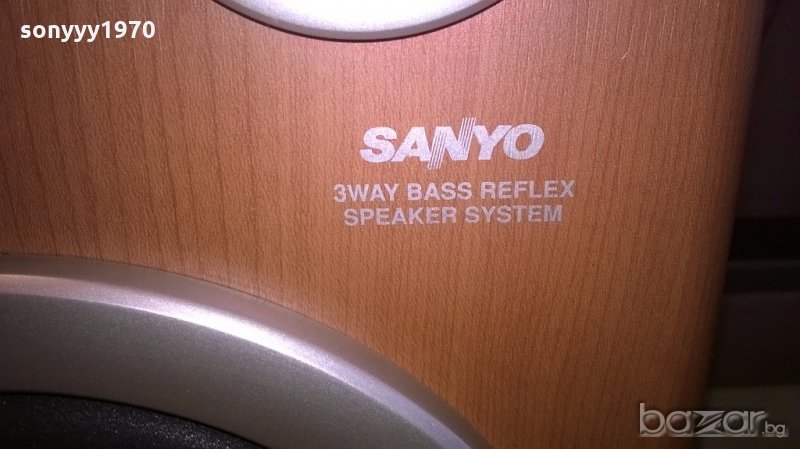 sonyyy1970
SANYO
3WAY BASS REFLEX
SPEAKER SYSTEM
bazar.bg